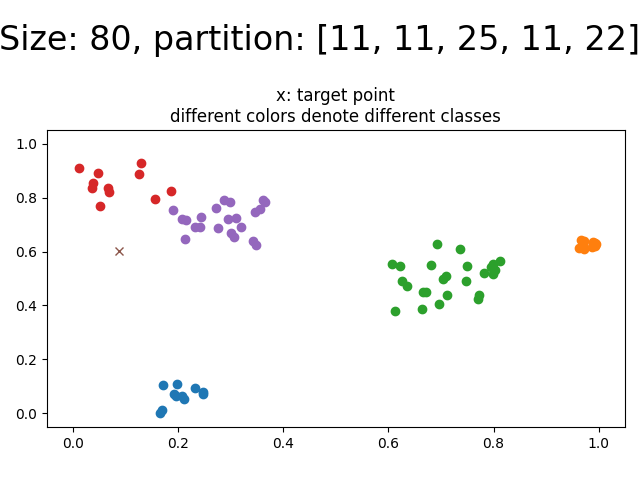 Size: 80, partition: [11, 11, 25, 11, 22]
x: target point
different colors denote different classes
1.0
0.8
0.6
0.4
0.2
0.0
0.0 0.2 0.4 0.6 0.8 1.0